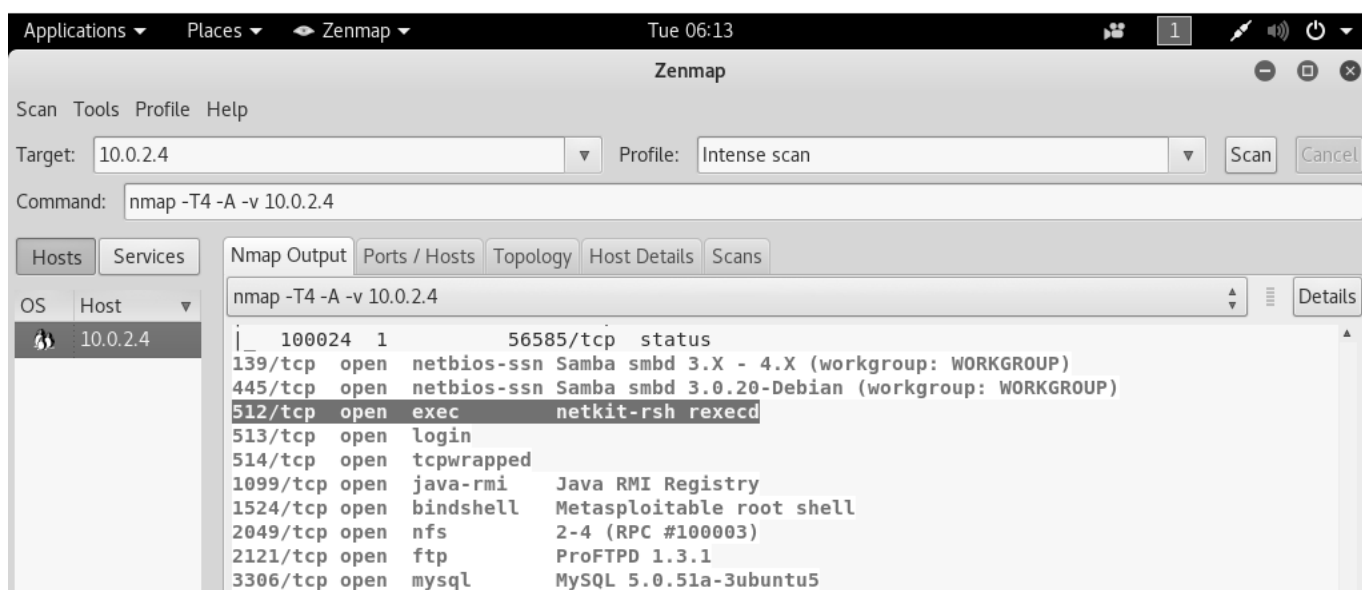 Applications Places Zenmap Tue 06:13 1
Zenmap
Scan Tools Profile Help
Target: 10.0.2.4 Profile: Intense scan Scan Cancel
Command: nmap -T4 -A -v 10.0.2.4
Hosts Services Nmap Output Ports / Hosts Topology Host Details Scans
OS Host nmap -T4 -A -v 10.0.2.4 Details
10.0.2.4
|_  100024  1          56585/tcp  status
139/tcp  open  netbios-ssn Samba smbd 3.X - 4.X (workgroup: WORKGROUP)
445/tcp  open  netbios-ssn Samba smbd 3.0.20-Debian (workgroup: WORKGROUP)
512/tcp  open  exec        netkit-rsh rexecd
513/tcp  open  login
514/tcp  open  tcpwrapped
1099/tcp open  java-rmi    Java RMI Registry
1524/tcp open  bindshell   Metasploitable root shell
2049/tcp open  nfs         2-4 (RPC #100003)
2121/tcp open  ftp         ProFTPD 1.3.1
3306/tcp open  mysql       MySQL 5.0.51a-3ubuntu5